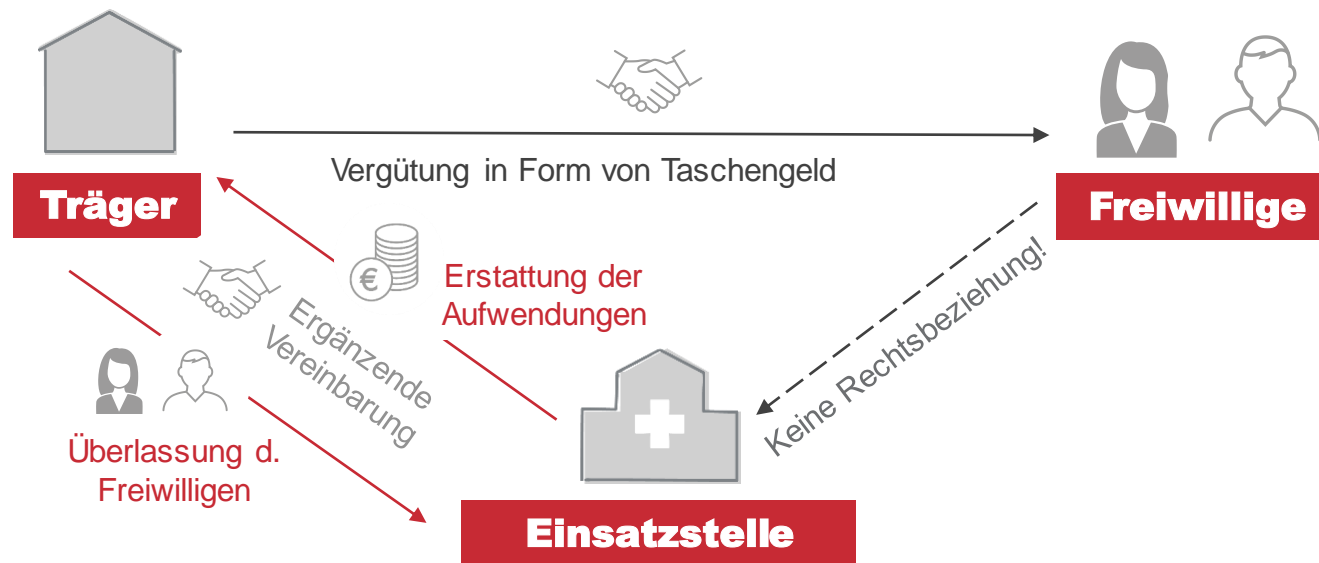 Vergütung in Form von Taschengeld
Träger
Freiwillige
€
Erstattung der
Aufwendungen
Ergänzende
Vereinbarung
Keine Rechtsbeziehung!
Überlassung d.
Freiwilligen
Einsatzstelle